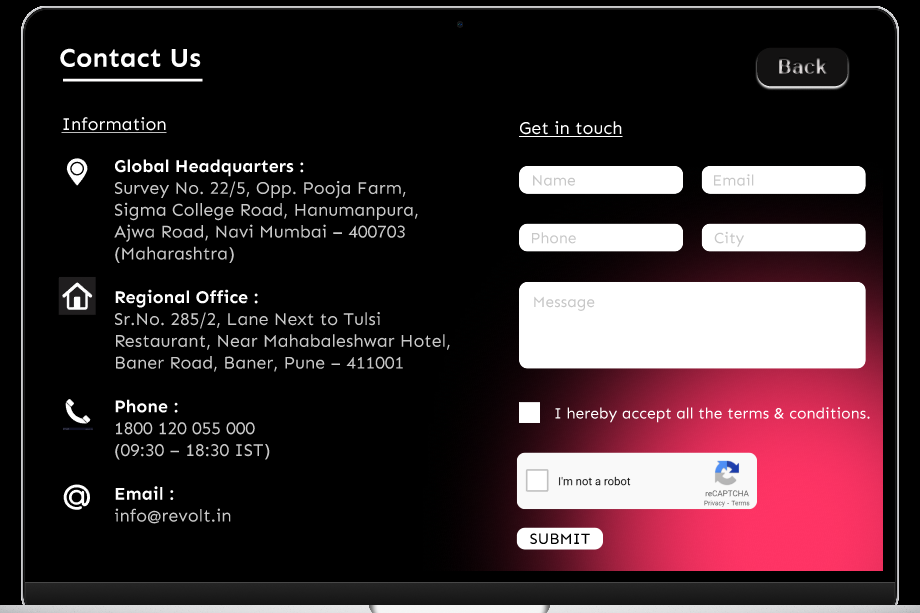 Contact Us
Back
Information
Global Headquarters :
Survey No. 22/5, Opp. Pooja Farm,
Sigma College Road, Hanumanpura,
Ajwa Road, Navi Mumbai – 400703
(Maharashtra)
Regional Office :
Sr.No. 285/2, Lane Next to Tulsi
Restaurant, Near Mahabaleshwar Hotel,
Baner Road, Baner, Pune – 411001
Phone :
1800 120 055 000
(09:30 – 18:30 IST)
Email :
info@revolt.in
Get in touch
Name
Email
Phone
City
Message
I hereby accept all the terms & conditions.
I'm not a robot
reCAPTCHA
Privacy - Terms
SUBMIT